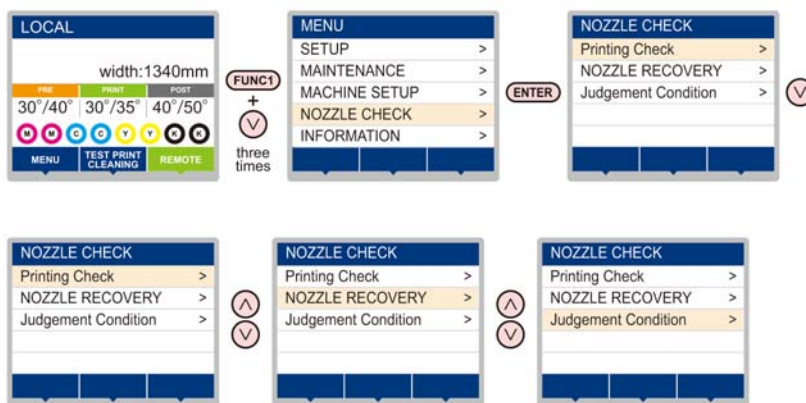 LOCAL
width:1340mm
PRE PRINT POST
30°/40° 30°/35° 40°/50°
M M C C Y Y K K
MENU TEST PRINT CLEANING REMOTE
FUNC1
+
three
times
MENU
SETUP >
MAINTENANCE >
MACHINE SETUP >
NOZZLE CHECK >
INFORMATION >
ENTER
NOZZLE CHECK
Printing Check >
NOZZLE RECOVERY >
Judgement Condition >
NOZZLE CHECK
Printing Check >
NOZZLE RECOVERY >
Judgement Condition >
NOZZLE CHECK
Printing Check >
NOZZLE RECOVERY >
Judgement Condition >
NOZZLE CHECK
Printing Check >
NOZZLE RECOVERY >
Judgement Condition >